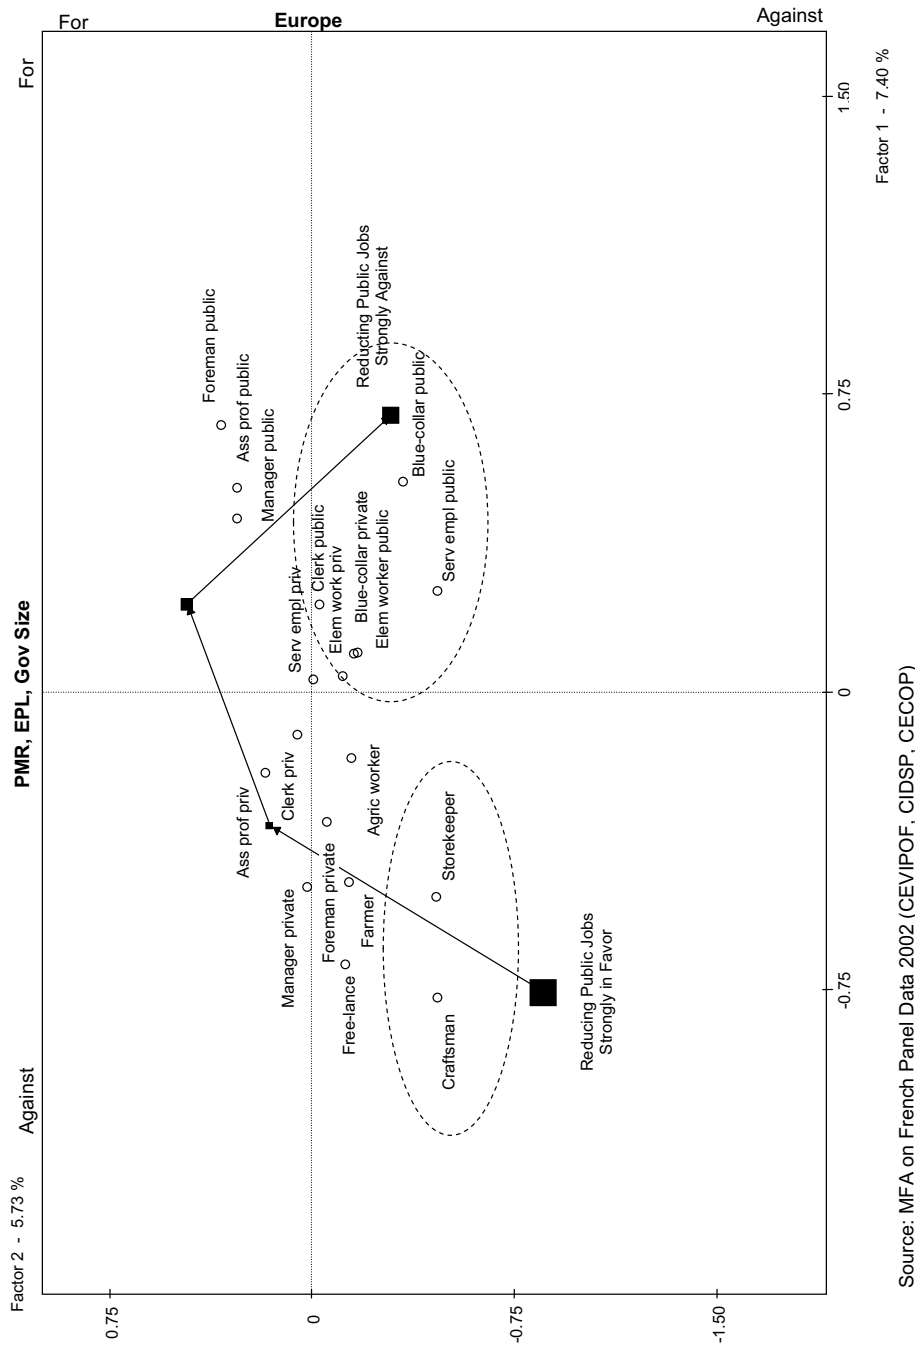 Factor 2 - 5.73 %
Against
PMR, EPL, Gov Size
For
For
Europe
Against
0.75
0
-0.75
-1.50
-0.75
0
0.75
1.50
Factor 1 - 7.40 %
Foreman public
Ass prof public
Manager public
Reducting Public Jobs
Strongly Against
Blue-collar public
Serv empl priv
Clerk public
Elem work priv
Blue-collar private
Elem worker public
Serv empl public
Ass prof priv
Clerk priv
Agric worker
Manager private
Foreman private
Farmer
Free-lance
Storekeeper
Craftsman
Reducing Public Jobs
Strongly in Favor
Source: MFA on French Panel Data 2002 (CEVIPOF, CIDSP, CECOP)